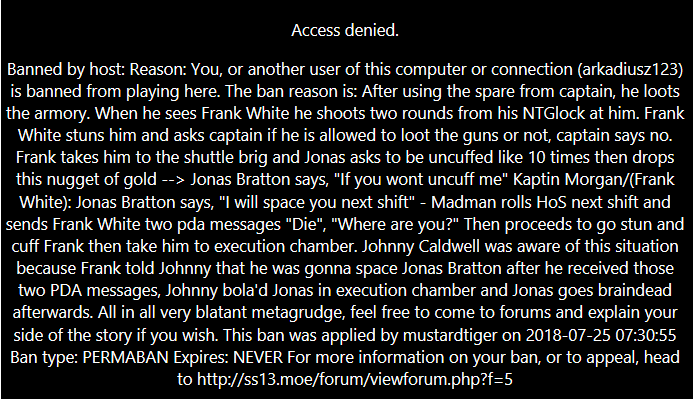 Access denied.
Banned by host: Reason: You, or another user of this computer or connection (arkadiusz123)
is banned from playing here. The ban reason is: After using the spare from captain, he loots
the armory. When he sees Frank White he shoots two rounds from his NTGlock at him. Frank
White stuns him and asks captain if he is allowed to loot the guns or not, captain says no.
Frank takes him to the shuttle brig and Jonas asks to be uncuffed like 10 times then drops
this nugget of gold --> Jonas Bratton says, "If you wont uncuff me" Kaptin Morgan/(Frank
White): Jonas Bratton says, "I will space you next shift" - Madman rolls HoS next shift and
sends Frank White two pda messages "Die", "Where are you?" Then proceeds to go stun and
cuff Frank then take him to execution chamber. Johnny Caldwell was aware of this situation
because Frank told Johnny that he was gonna space Jonas Bratton after he received those
two PDA messages, Johnny bola'd Jonas in execution chamber and Jonas goes braindead
afterwards. All in all very blatant metagrudge, feel free to come to forums and explain your
side of the story if you wish. This ban was applied by mustardtiger on 2018-07-25 07:30:55
Ban type: PERMABAN Expires: NEVER For more information on your ban, or to appeal, head
to http://ss13.moe/forum/viewforum.php?f=5